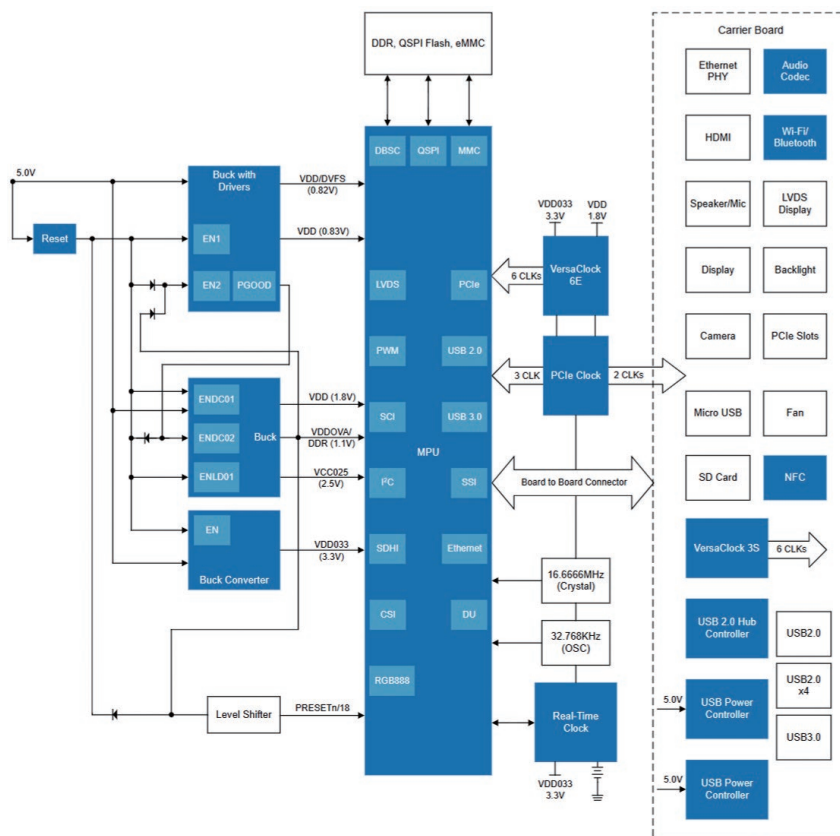 DDR, QSPI Flash, eMMC
Carrier Board
Ethernet
PHY
Audio
Codec
HDMI
Wi-Fi/
Bluetooth
Speaker/Mic
LVDS
Display
Display
Backlight
Camera
PCIe Slots
Micro USB
Fan
SD Card
NFC
VersaClock 3S
6 CLKs
USB 2.0 Hub
Controller
USB2.0
USB2.0
x4
5.0V
USB Power
Controller
USB3.0
5.0V
USB Power
Controller
5.0V
Reset
Buck with
Drivers
EN1
EN2
PGOOD
VDD/DVFS
(0.82V)
VDD (0.83V)
ENDC01
ENDC02
ENLD01
Buck
VDD (1.8V)
VDDOVA/
DDR (1.1V)
VCC025
(2.5V)
EN
Buck Converter
VDD033
(3.3V)
Level Shifter
PRESETn/18
DBSC
QSPI
MMC
LVDS
PCIe
PWM
USB 2.0
SCI
USB 3.0
MPU
I²C
SSI
SDHI
Ethernet
CSI
DU
RGB888
VDD033
3.3V
VDD
1.8V
6 CLKs
VersaClock
6E
3 CLK
PCIe Clock
2 CLKs
Board to Board Connector
16.6666MHz
(Crystal)
32.768KHz
(OSC)
Real-Time
Clock
VDD033
3.3V